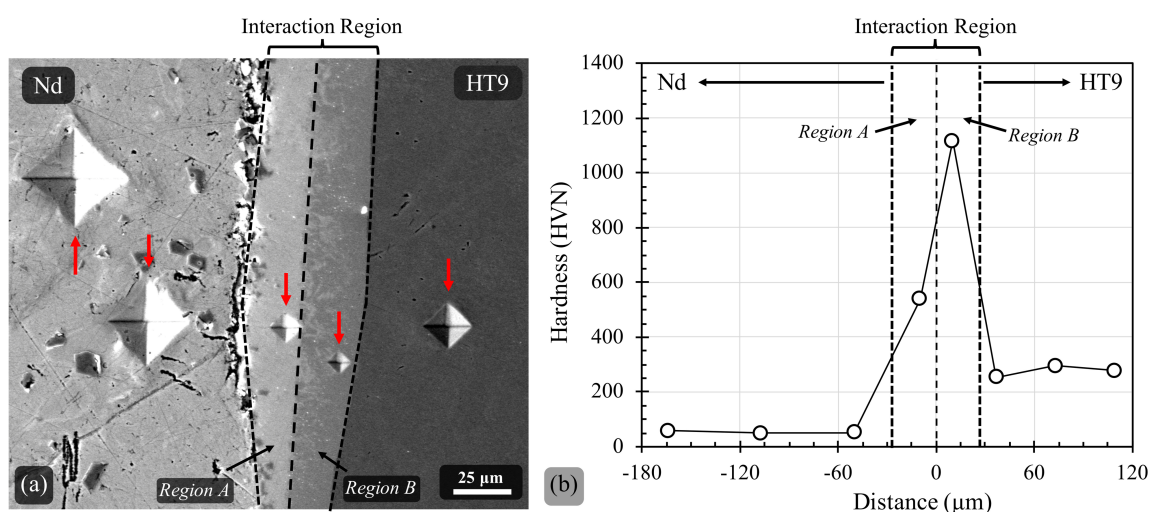 Interaction Region
Nd
HT9
Region A
Region B
25 µm
(a)
Interaction Region
Nd
HT9
Region A
Region B
Hardness (HVN)
1400
1200
1000
800
600
400
200
0
-180
-120
-60
0
60
120
Distance (µm)
(b)